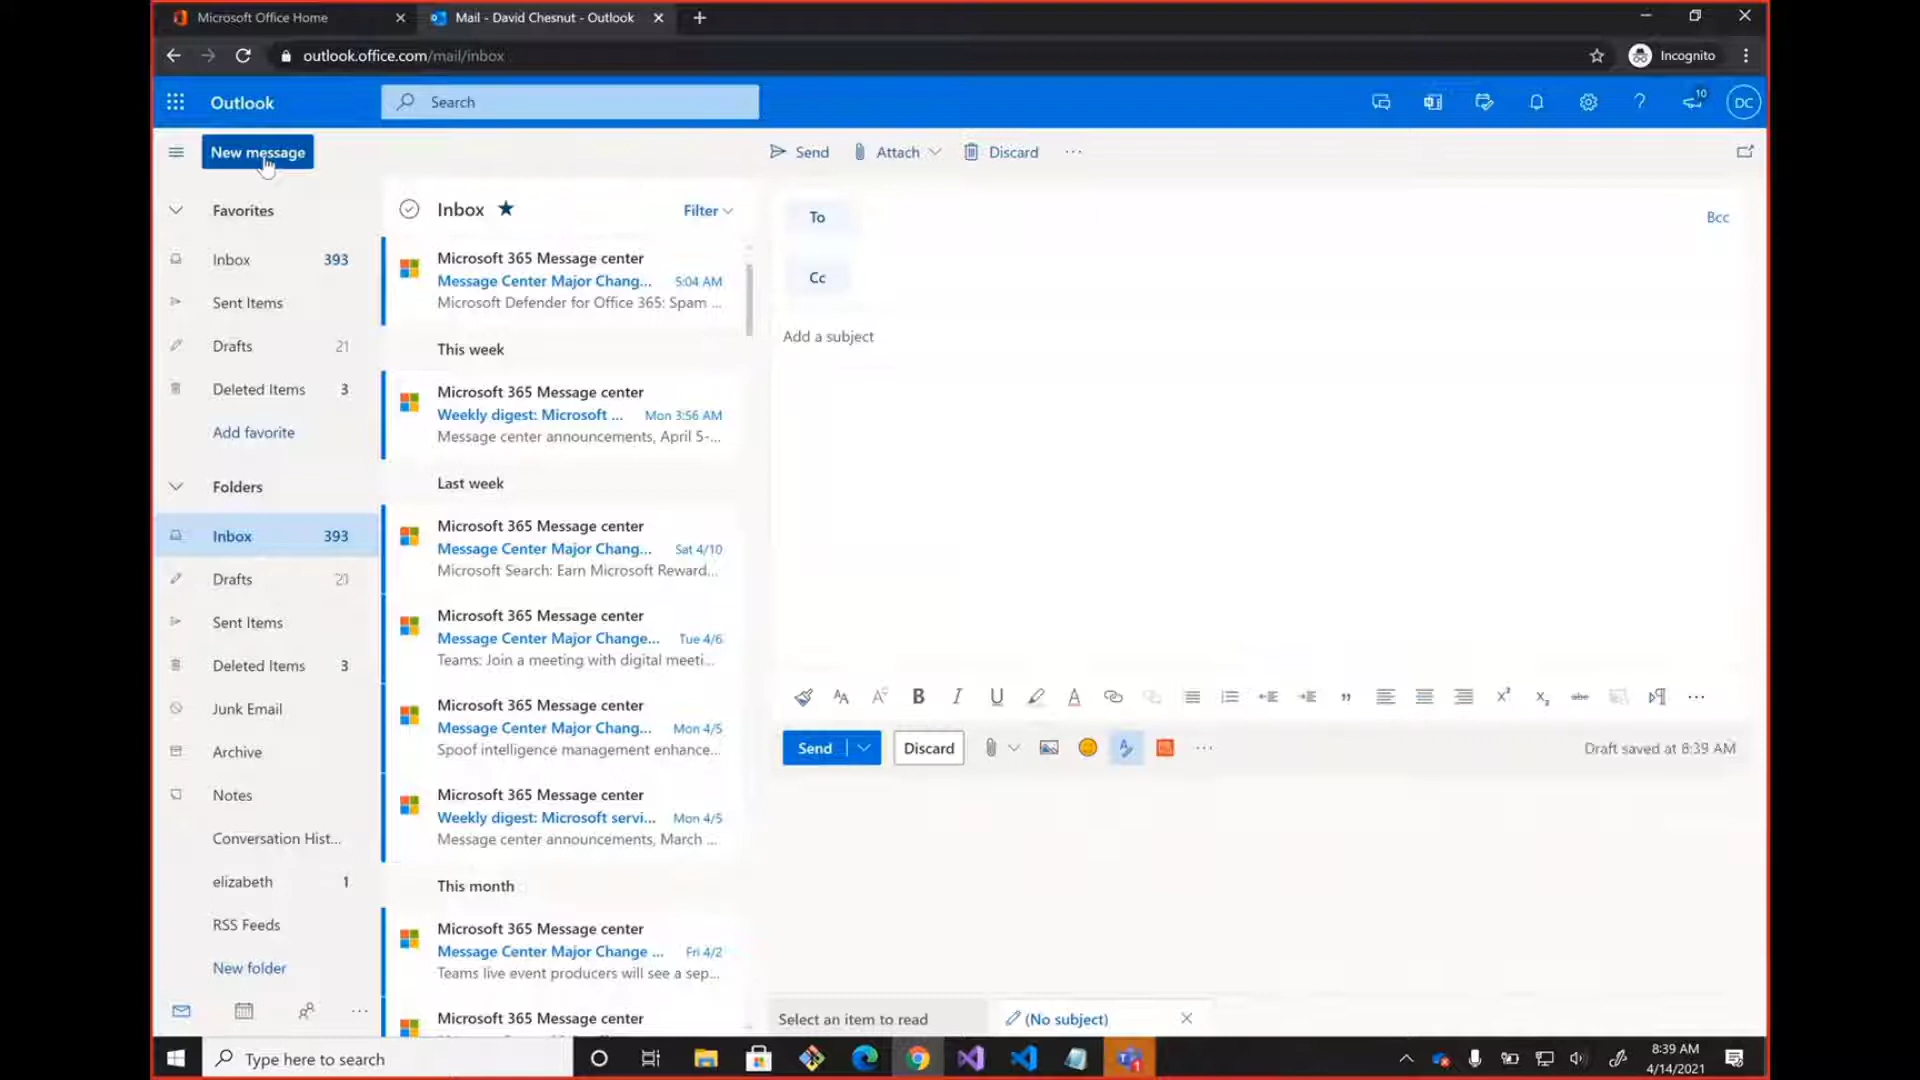 Microsoft Office Home
Mail - David Chesnut - Outlook
outlook.office.com/mail/inbox
Incognito
Outlook
Search
10
DC
New message
Send
Attach
Discard
Favorites
Inbox 393
Sent Items
Drafts 21
Deleted Items 3
Add favorite
Folders
Inbox 393
Drafts 21
Sent Items
Deleted Items 3
Junk Email
Archive
Notes
Conversation Hist...
elizabeth 1
RSS Feeds
New folder
Inbox
Filter
Microsoft 365 Message center
Message Center Major Chang... 5:04 AM
Microsoft Defender for Office 365: Spam ...
This week
Microsoft 365 Message center
Weekly digest: Microsoft ... Mon 3:56 AM
Message center announcements, April 5-...
Last week
Microsoft 365 Message center
Message Center Major Chang... Sat 4/10
Microsoft Search: Earn Microsoft Reward...
Microsoft 365 Message center
Message Center Major Change... Tue 4/6
Teams: Join a meeting with digital meeti...
Microsoft 365 Message center
Message Center Major Chang... Mon 4/5
Spoof intelligence management enhance...
Microsoft 365 Message center
Weekly digest: Microsoft servi... Mon 4/5
Message center announcements, March ...
This month
Microsoft 365 Message center
Message Center Major Change ... Fri 4/2
Teams live event producers will see a sep...
Microsoft 365 Message center
To
Bcc
Cc
Add a subject
Send
Discard
Draft saved at 8:39 AM
Select an item to read
(No subject)
Type here to search
8:39 AM
4/14/2021